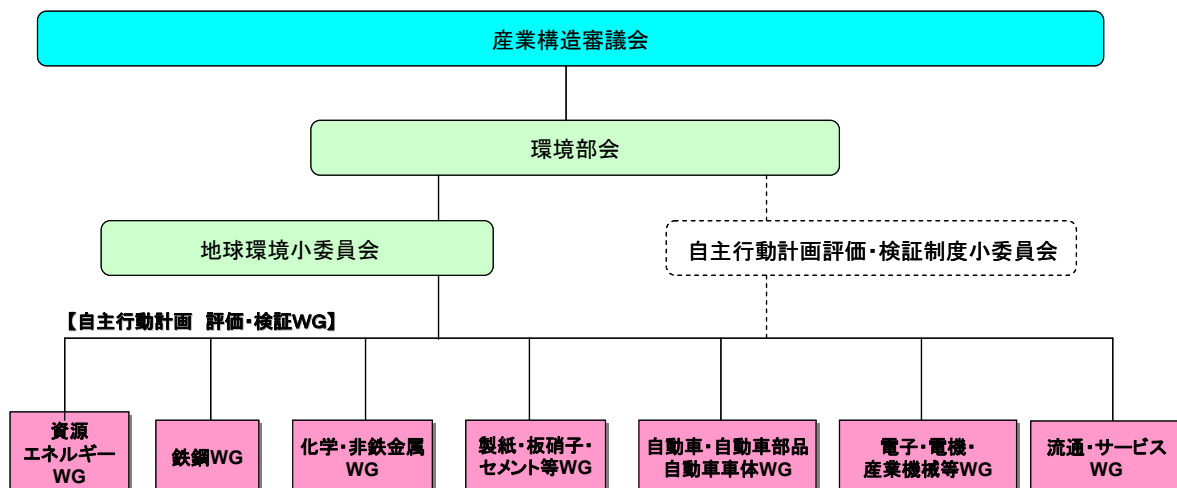 産業構造審議会
環境部会
地球環境小委員会
自主行動計画評価・検証制度小委員会
【自主行動計画　評価・検証WG】
資源
エネルギー
WG
鉄鋼WG
化学・非鉄金属
WG
製紙・板硝子・
セメント等WG
自動車・自動車部品
自動車車体WG
電子・電機・
産業機械等WG
流通・サービス
WG